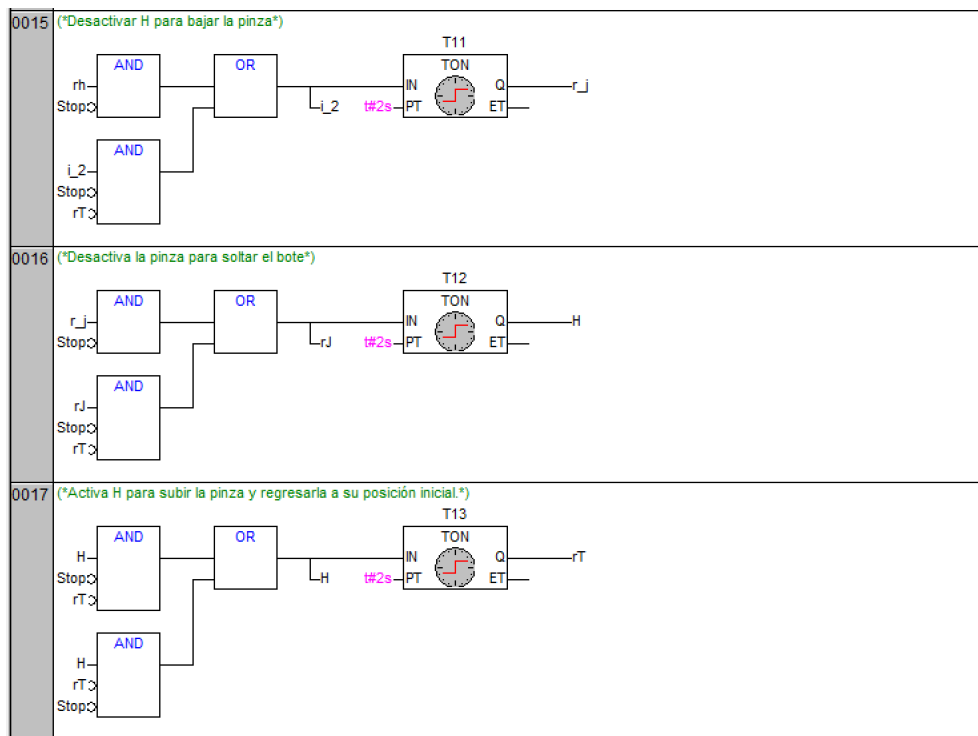 0015 (*Desactivar H para bajar la pinza*)
T11
AND OR TON
rh IN Q r_j
Stop i_2 t#2s PT ET
AND
i_2
Stop
rT
0016 (*Desactiva la pinza para soltar el bote*)
T12
AND OR TON
r_j IN Q H
Stop rJ t#2s PT ET
AND
rJ
Stop
rT
0017 (*Activa H para subir la pinza y regresarla a su posición inicial.*)
T13
AND OR TON
H IN Q rT
Stop H t#2s PT ET
rT
AND
H
rT
Stop